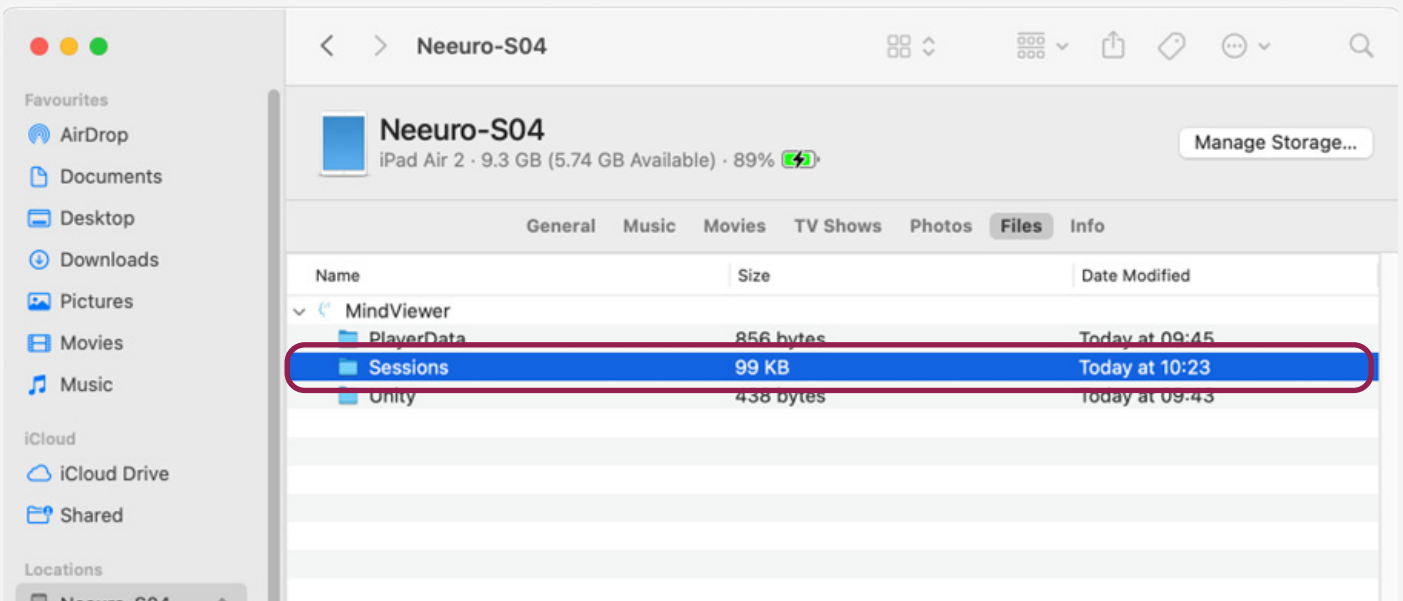 Neeuro-S04
Favourites
AirDrop
Documents
Desktop
Downloads
Pictures
Movies
Music
iCloud
iCloud Drive
Shared
Locations
Neeuro-S04
Neeuro-S04
iPad Air 2 · 9.3 GB (5.74 GB Available) · 89%
Manage Storage...
General Music Movies TV Shows Photos Files Info
Name Size Date Modified
MindViewer
PlayerData 856 bytes Today at 09:45
Sessions 99 KB Today at 10:23
Unity 438 bytes Today at 09:43